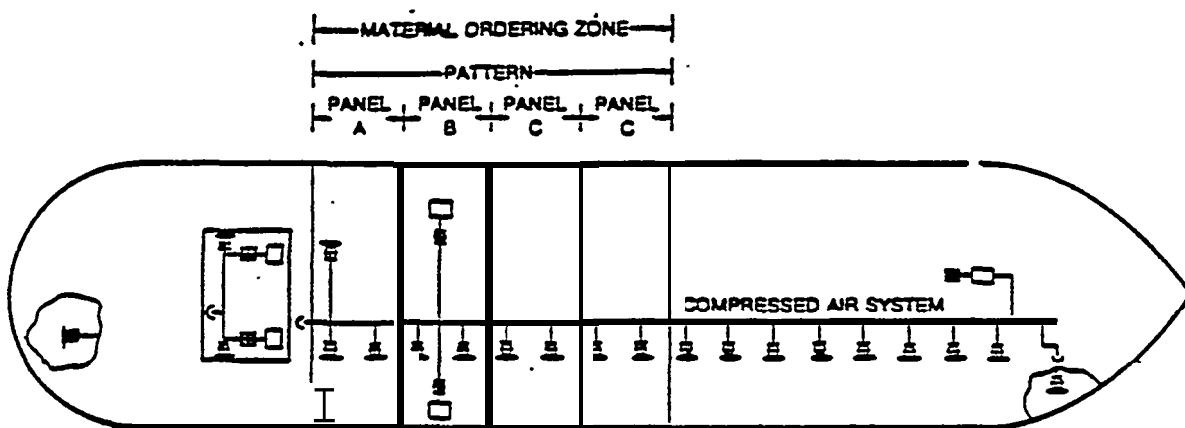 MATERIAL ORDERING ZONE
PATTERN
PANEL PANEL PANEL PANEL
A B C C
COMPRESSED AIR SYSTEM